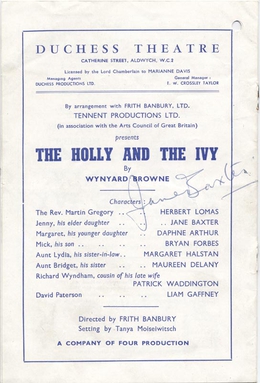 DUCHESS THEATRE
CATHERINE STREET, ALDWYCH, W.C.2
Licensed by the Lord Chamberlain to MARIANNE DAVIS
Managing Agents DUCHESS PRODUCTIONS LTD.
General Manager: E. W. CROSSLEY TAYLOR
By arrangement with FRITH BANBURY, LTD.
TENNENT PRODUCTIONS LTD.
(in association with the Arts Council of Great Britain)
presents
THE HOLLY AND THE IVY
By
WYNYARD BROWNE
Jane Baxter
Characters:
The Rev. Martin Gregory .. HERBERT LOMAS
Jenny, his elder daughter .. .. JANE BAXTER
Margaret, his younger daughter .. DAPHNE ARTHUR
Mick, his son .. .. .. .. BRYAN FORBES
Aunt Lydia, his sister-in-law.. MARGARET HALSTAN
Aunt Bridget, his sister .. MAUREEN DELANY
Richard Wyndham, cousin of his late wife
PATRICK WADDINGTON
David Paterson .. .. .. LIAM GAFFNEY
Directed by FRITH BANBURY
Setting by Tanya Moiseiwitsch
A COMPANY OF FOUR PRODUCTION